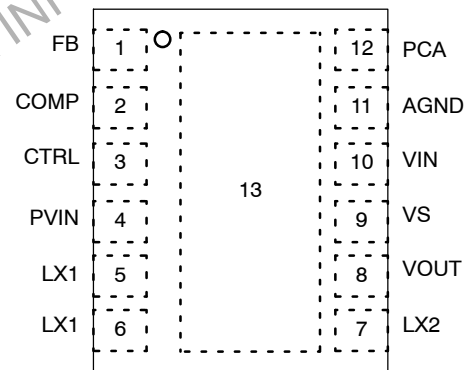 FB 1 12 PCA
COMP 2 11 AGND
CTRL 3 10 VIN
13
PVIN 4 9 VS
LX1 5 8 VOUT
LX1 6 7 LX2